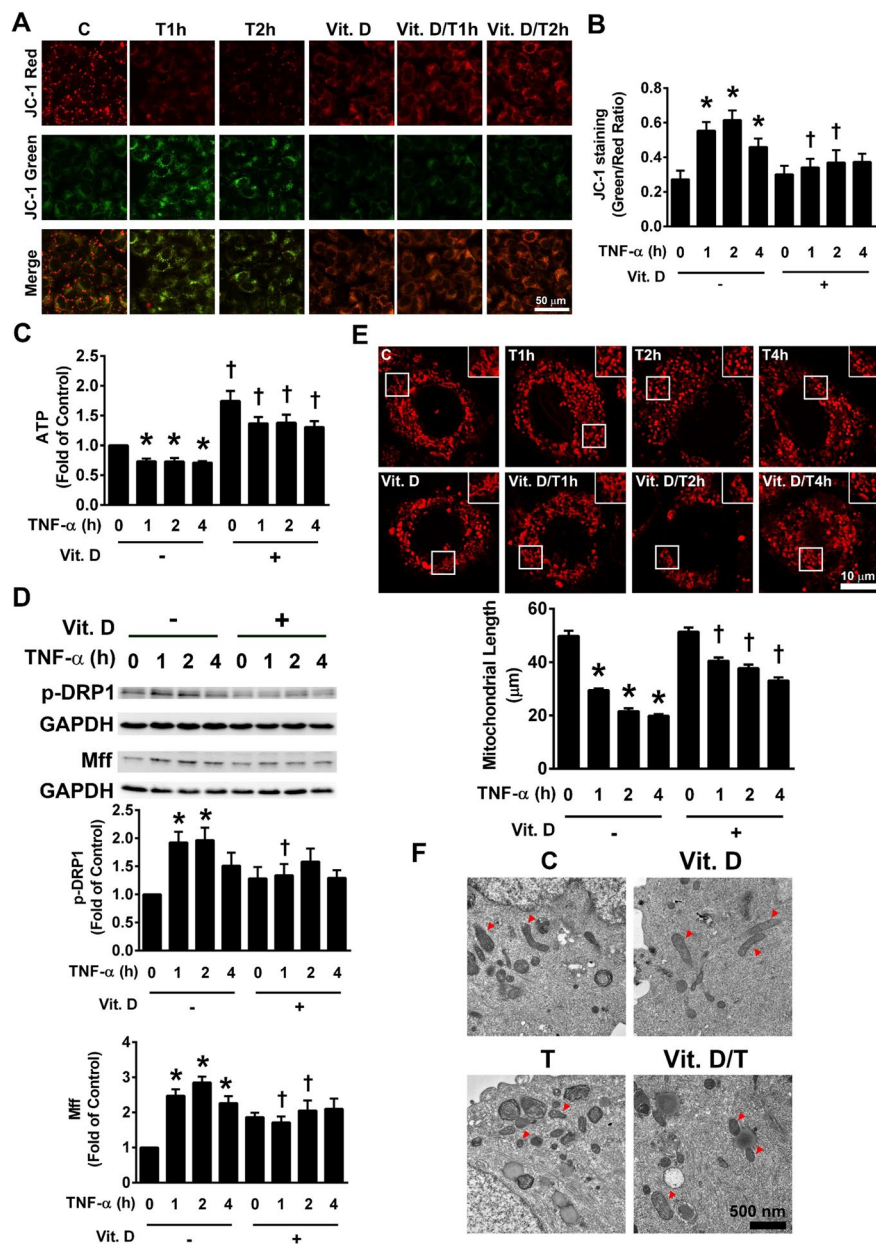 A
C T1h T2h Vit. D Vit. D/T1h Vit. D/T2h
JC-1 Red
JC-1 Green
Merge
50 μm
B
JC-1 staining
(Green/Red Ratio)
0.8
0.6
0.4
0.2
0.0
TNF-α (h) 0 1 2 4 0 1 2 4
* * * † †
Vit. D - +
C
ATP
(Fold of Control)
2.5
2.0
1.5
1.0
0.5
0.0
* * * † † † †
TNF-α (h) 0 1 2 4 0 1 2 4
Vit. D - +
D
Vit. D - +
TNF-α (h) 0 1 2 4 0 1 2 4
p-DRP1
GAPDH
Mff
GAPDH
p-DRP1
(Fold of Control)
2.5
2.0
1.5
1.0
0.5
0.0
* * †
TNF-α (h) 0 1 2 4 0 1 2 4
Vit. D - +
Mff
(Fold of Control)
4
3
2
1
0
* * * † †
TNF-α (h) 0 1 2 4 0 1 2 4
Vit. D - +
E
C T1h T2h T4h
Vit. D Vit. D/T1h Vit. D/T2h Vit. D/T4h
10 μm
Mitochondrial Length
(μm)
60
40
20
0
* * * † † †
TNF-α (h) 0 1 2 4 0 1 2 4
Vit. D - +
F
C Vit. D
T Vit. D/T
500 nm